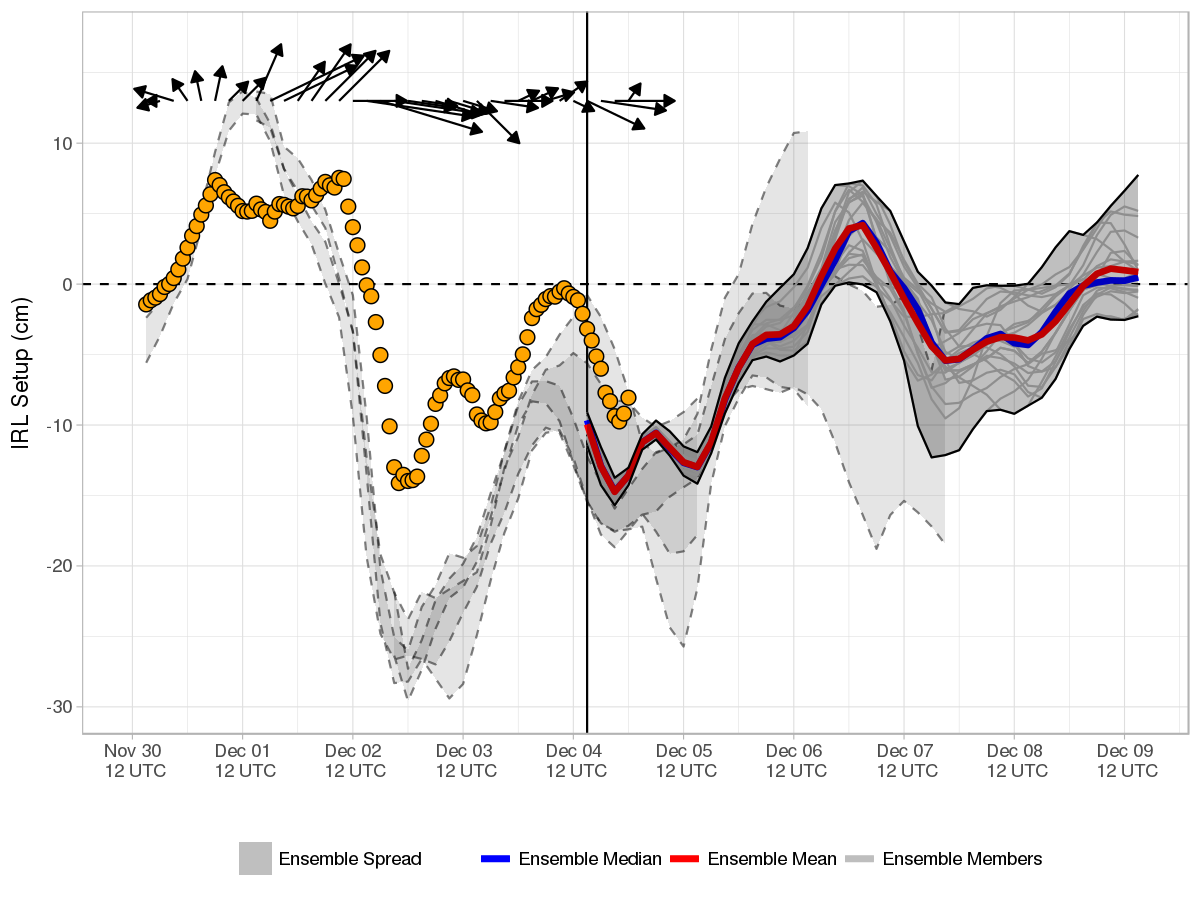 IRL Setup (cm)
10
0
-10
-20
-30
Nov 30
12 UTC
Dec 01
12 UTC
Dec 02
12 UTC
Dec 03
12 UTC
Dec 04
12 UTC
Dec 05
12 UTC
Dec 06
12 UTC
Dec 07
12 UTC
Dec 08
12 UTC
Dec 09
12 UTC
Ensemble Spread
Ensemble Median
Ensemble Mean
Ensemble Members